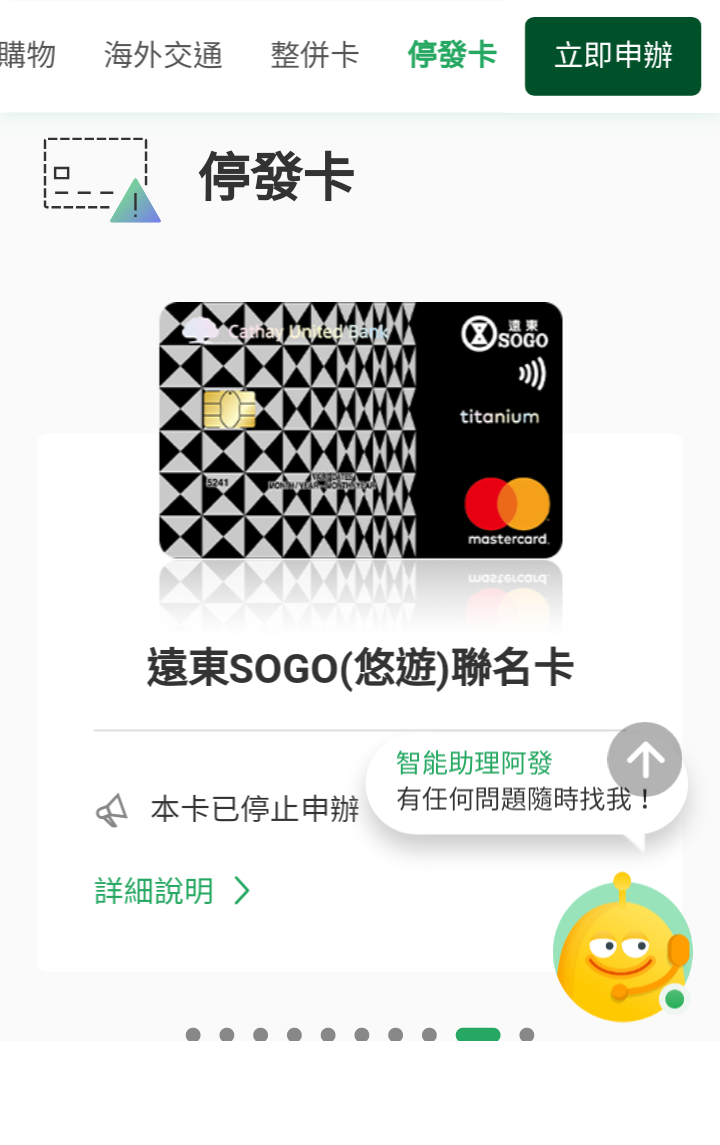 購物 海外交通 整併卡 停發卡 立即申辦
停發卡
Cathay United Bank
遠東
SOGO
titanium
5241
MONTH/YEAR MONTH/YEAR
mastercard.
遠東SOGO(悠遊)聯名卡
智能助理阿發
有任何問題隨時找我！
本卡已停止申辦
詳細說明